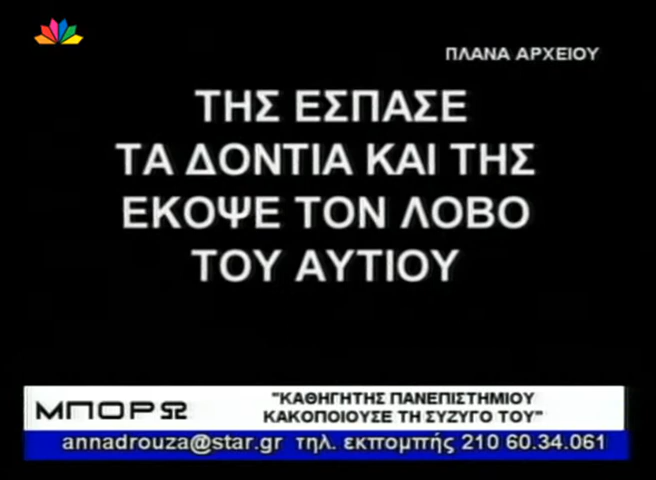 ΠΛΑΝΑ ΑΡΧΕΙΟΥ
ΤΗΣ ΕΣΠΑΣΕ
ΤΑ ΔΟΝΤΙΑ ΚΑΙ ΤΗΣ
ΕΚΟΨΕ ΤΟΝ ΛΟΒΟ
ΤΟΥ ΑΥΤΙΟΥ
ΜΠΟΡΩ
"ΚΑΘΗΓΗΤΗΣ ΠΑΝΕΠΙΣΤΗΜΙΟΥ
ΚΑΚΟΠΟΙΟΥΣΕ ΤΗ ΣΥΖΥΓΟ ΤΟΥ"
annadrouza@star.gr τηλ. εκπομπής 210 60.34.061